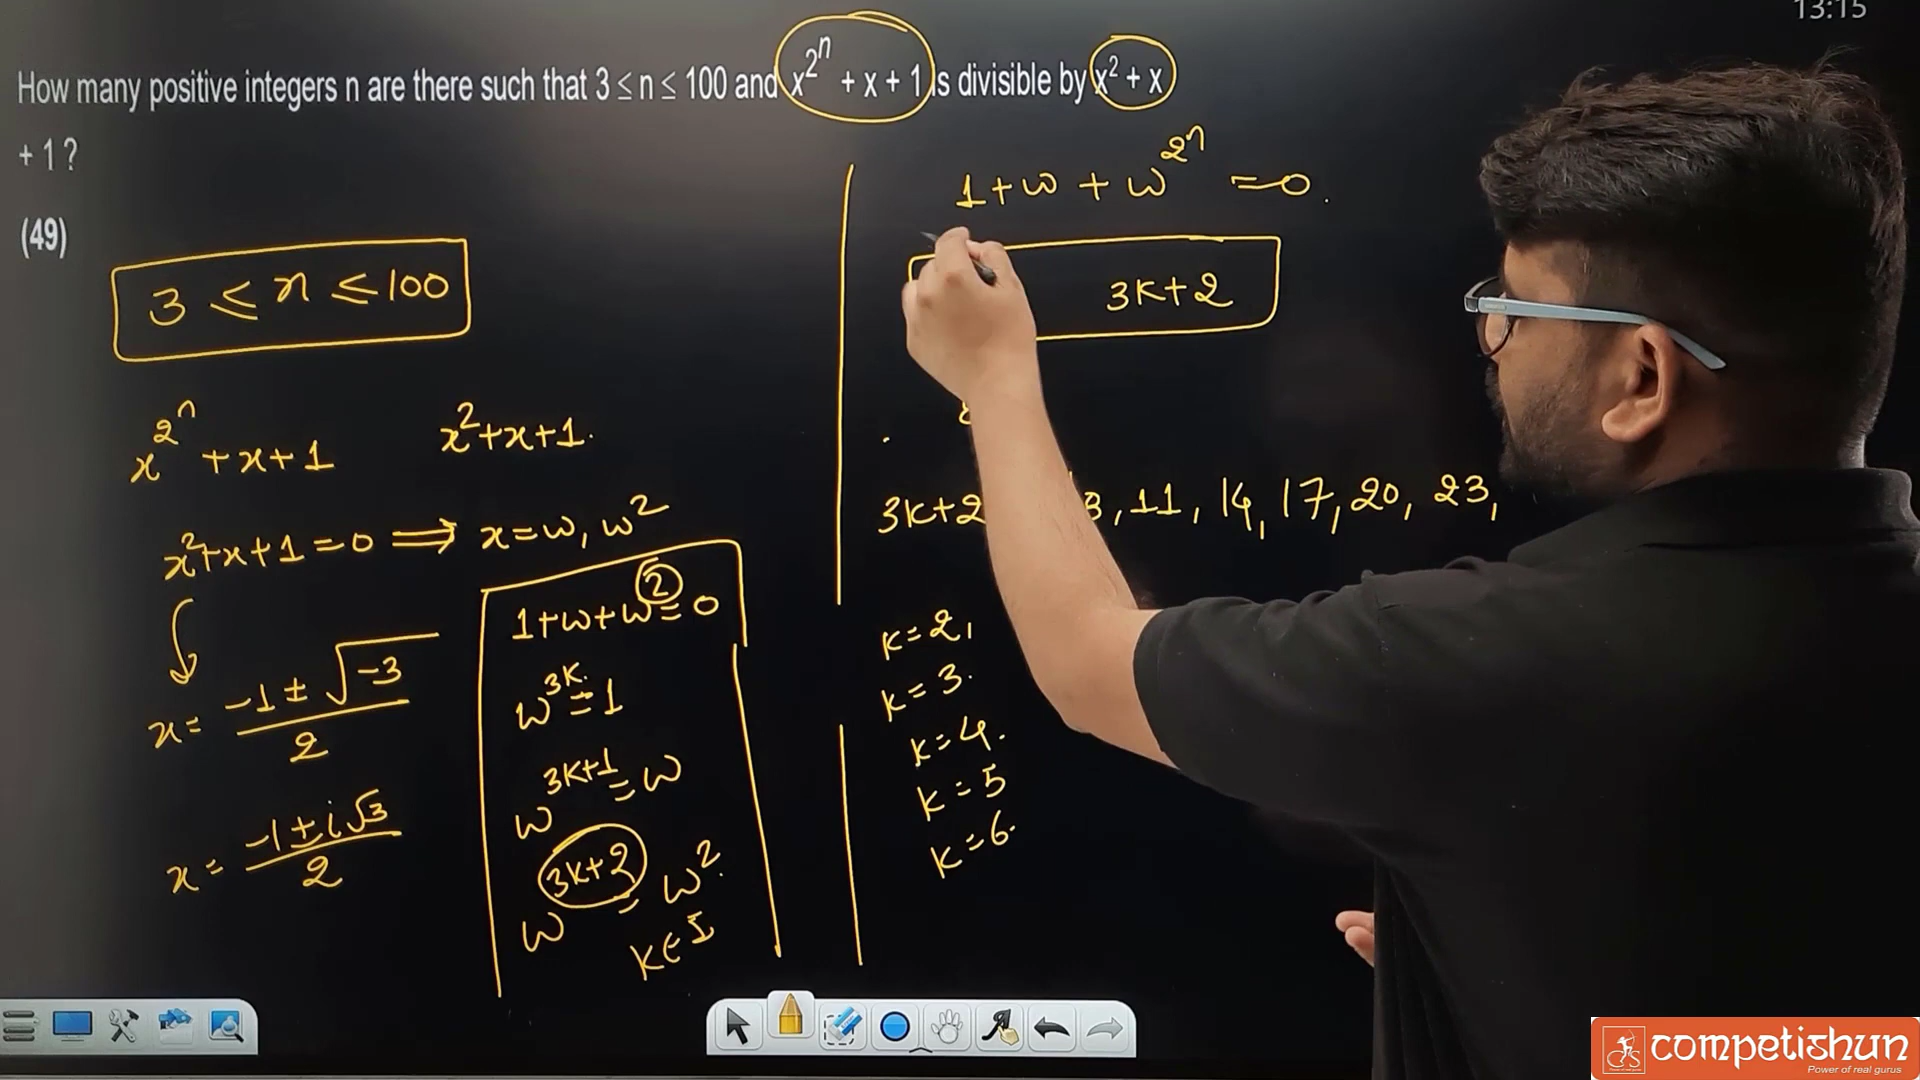 13:15
How many positive integers n are there such that 3 ≤ n ≤ 100 and x^{2^n} + x + 1 is divisible by x² + x
+ 1 ?
(49)
3 ≤ n ≤ 100
x^{2^n} + x + 1
x² + x + 1.
x² + x + 1 = 0 ⟹ x = ω, ω²
x = -1 ± √-3 / 2
x = -1 ± i√3 / 2
1 + ω + ω² = 0
ω^{3K} = 1
ω^{3K+1} = ω
ω^{3K+2} = ω².
K ∈ I
1 + ω + ω^{2^n} = 0.
3K+2
3K+2
8, 11, 14, 17, 20, 23,
K = 2,
K = 3.
K = 4.
K = 5
K = 6.
competishun
Power of real gurus